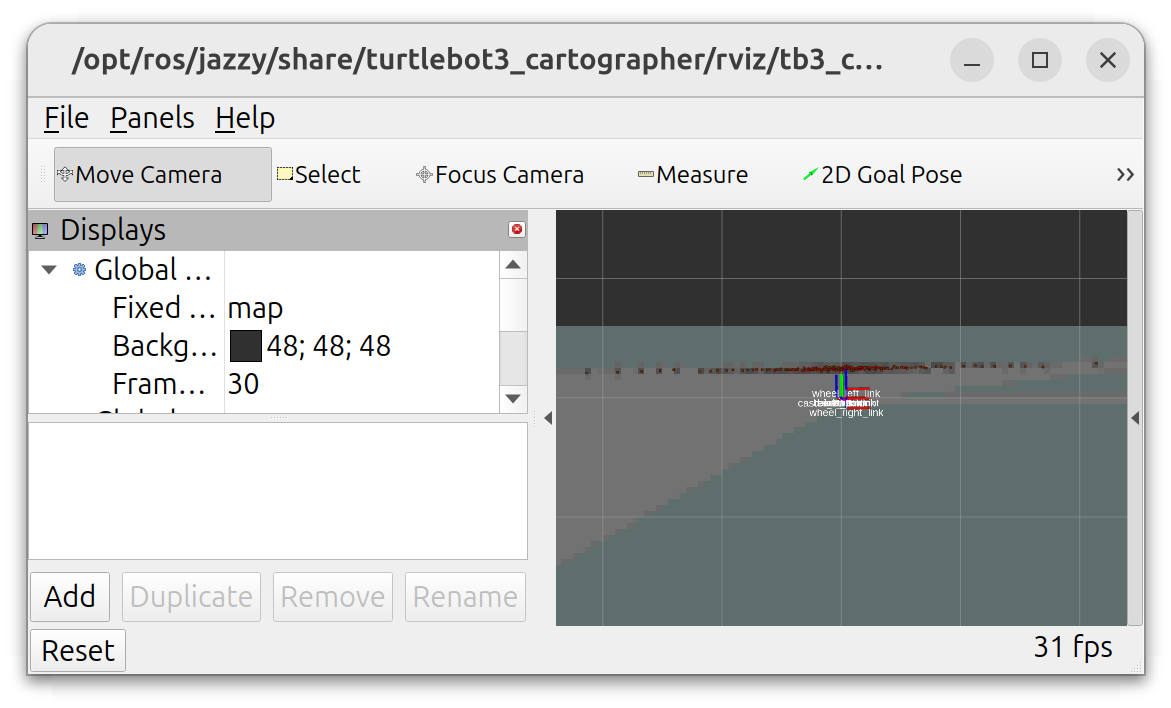 /opt/ros/jazzy/share/turtlebot3_cartographer/rviz/tb3_c...
File Panels Help
Move Camera Select Focus Camera Measure 2D Goal Pose »
Displays
Global ...
Fixed ... map
Backg... 48; 48; 48
Fram... 30
wheel_left_link
wheel_right_link
Add Duplicate Remove Rename
Reset 31 fps